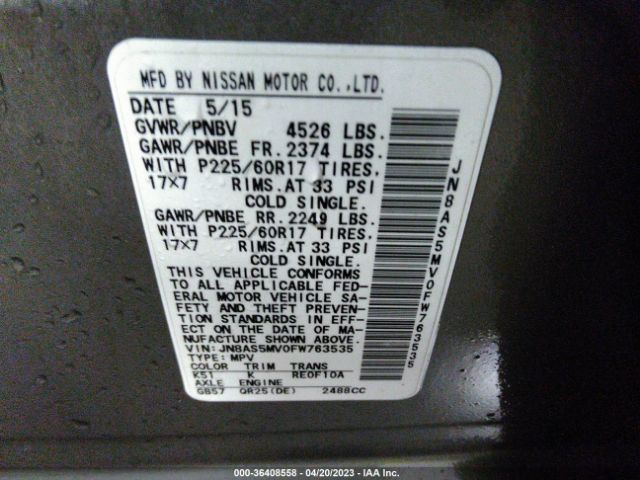 MFD BY NISSAN MOTOR CO.,LTD.
DATE 5/15
GVWR/PNBV 4526 LBS.
GAWR/PNBE FR. 2374 LBS.
WITH P225/60R17 TIRES,
17X7 RIMS.AT 33 PSI
COLD SINGLE.
GAWR/PNBE RR. 2249 LBS.
WITH P225/60R17 TIRES,
17X7 RIMS.AT 33 PSI
COLD SINGLE.
THIS VEHICLE CONFORMS
TO ALL APPLICABLE FED-
ERAL MOTOR VEHICLE SA-
FETY AND THEFT PREVEN-
TION STANDARDS IN EFF-
ECT ON THE DATE OF MA-
NUFACTURE SHOWN ABOVE.
VIN: JN8AS5MV0FW763535
TYPE: MPV
COLOR TRIM TRANS
K51 K RE0F10A
AXLE ENGINE
GB57 QR25(DE) 2488CC
JN8AS5MV0FW763535
000-36408558 — 04/20/2023 — IAA Inc.